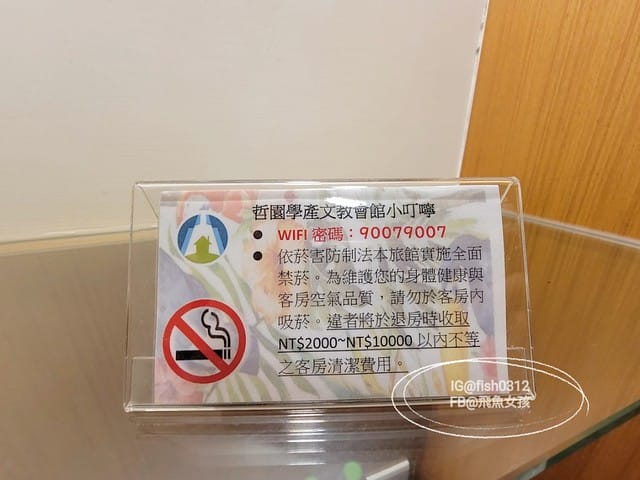 哲園學產文教會館小叮嚀
● WIFI 密碼：90079007
● 依菸害防制法本旅館實施全面
禁菸。為維護您的身體健康與
客房空氣品質，請勿於客房內
吸菸。違者將於退房時收取
NT$2000~NT$10000 以內不等
之客房清潔費用。
IG@fish0312
FB@飛魚女孩